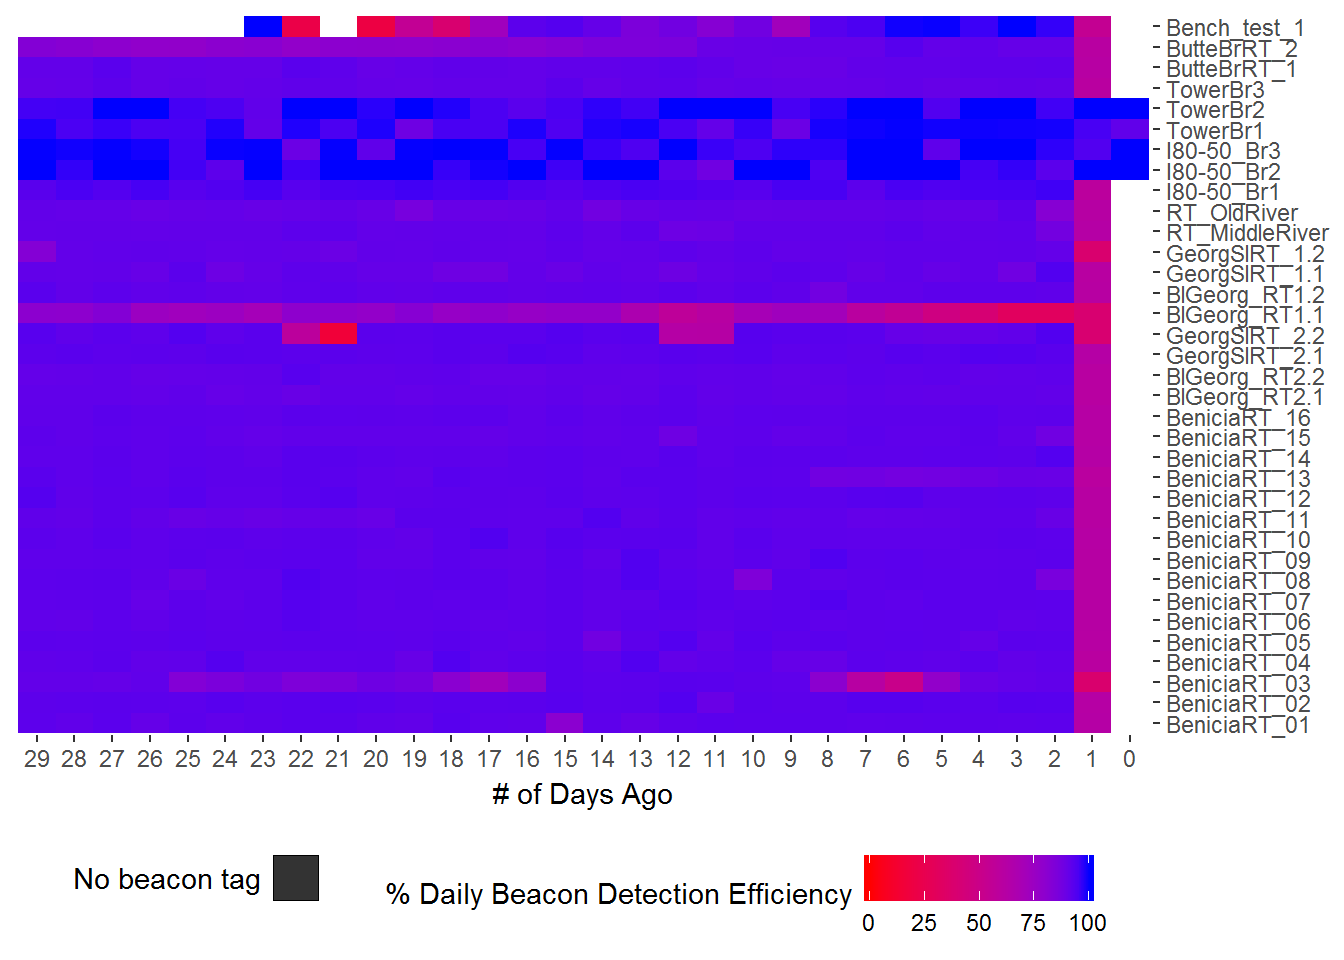 Bench_test_1
ButteBrRT_2
ButteBrRT_1
TowerBr3
TowerBr2
TowerBr1
I80-50_Br3
I80-50_Br2
I80-50_Br1
RT_OldRiver
RT_MiddleRiver
GeorgSlRT_1.2
GeorgSlRT_1.1
BlGeorg_RT1.2
BlGeorg_RT1.1
GeorgSlRT_2.2
GeorgSlRT_2.1
BlGeorg_RT2.2
BlGeorg_RT2.1
BeniciaRT_16
BeniciaRT_15
BeniciaRT_14
BeniciaRT_13
BeniciaRT_12
BeniciaRT_11
BeniciaRT_10
BeniciaRT_09
BeniciaRT_08
BeniciaRT_07
BeniciaRT_06
BeniciaRT_05
BeniciaRT_04
BeniciaRT_03
BeniciaRT_02
BeniciaRT_01
29 28 27 26 25 24 23 22 21 20 19 18 17 16 15 14 13 12 11 10 9 8 7 6 5 4 3 2 1 0
# of Days Ago
No beacon tag
% Daily Beacon Detection Efficiency
0 25 50 75 100